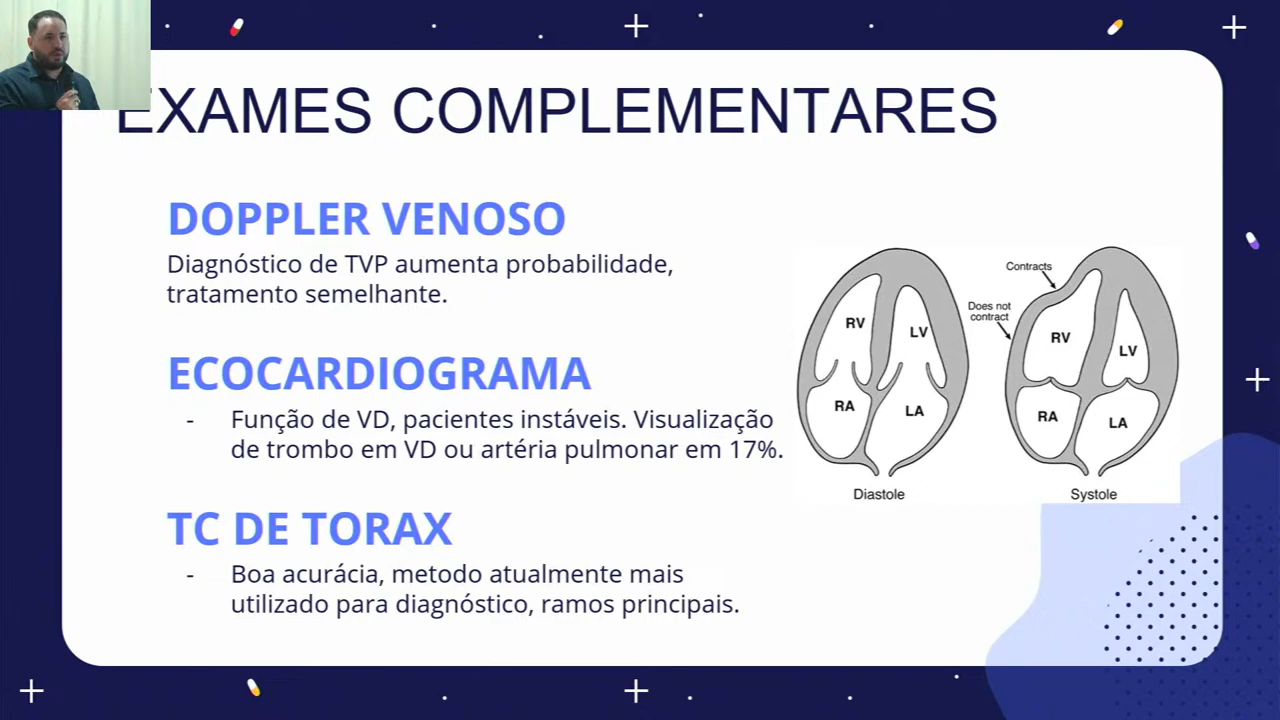 EXAMES COMPLEMENTARES
DOPPLER VENOSO
Diagnóstico de TVP aumenta probabilidade,
tratamento semelhante.
ECOCARDIOGRAMA
- Função de VD, pacientes instáveis. Visualização
de trombo em VD ou artéria pulmonar em 17%.
TC DE TORAX
- Boa acurácia, metodo atualmente mais
utilizado para diagnóstico, ramos principais.
RV
LV
RA
LA
Diastole
Contracts
Does not
contract
RV
LV
RA
LA
Systole